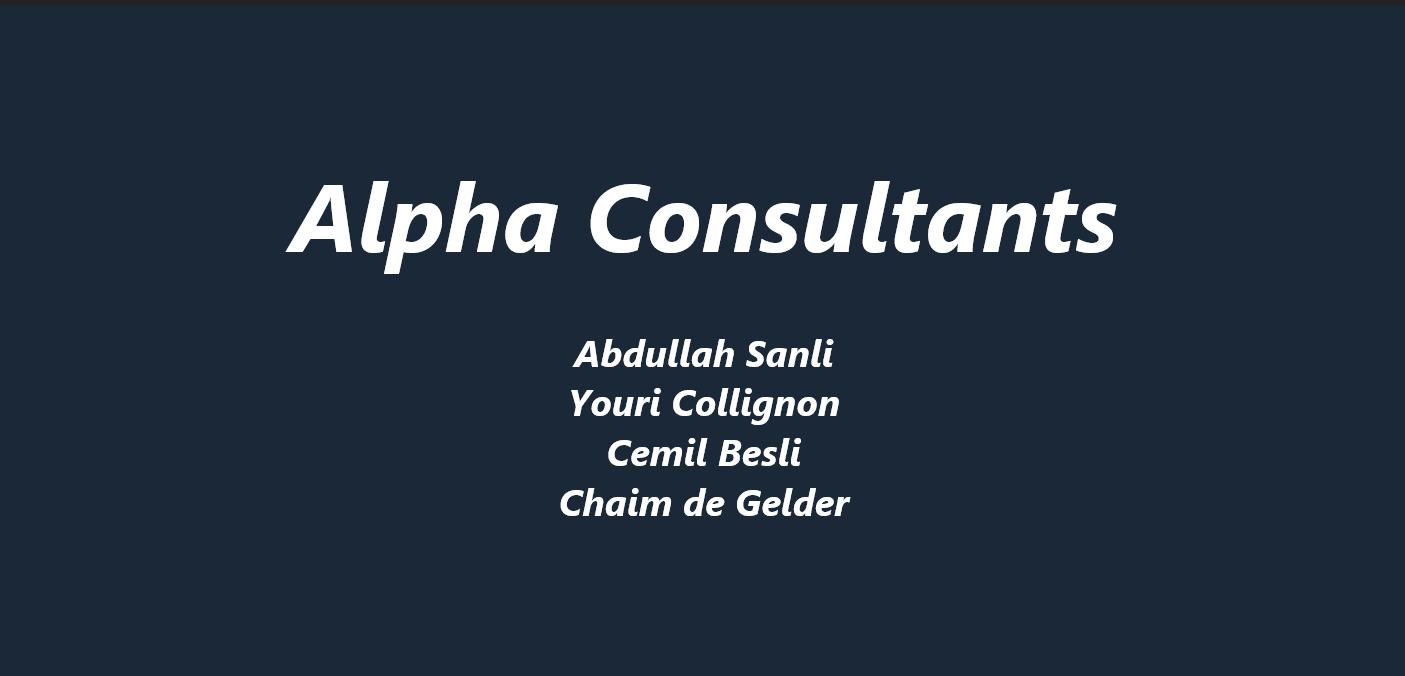 Alpha Consultants
Abdullah Sanli
Youri Collignon
Cemil Besli
Chaim de Gelder